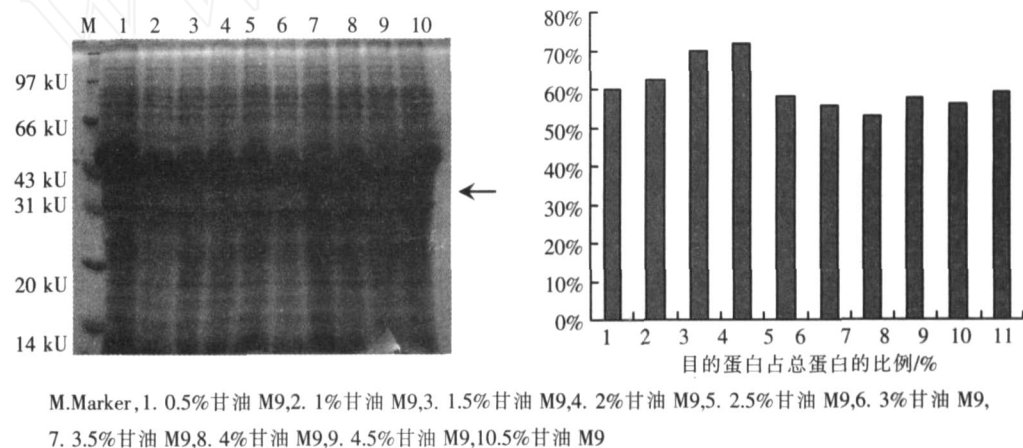 M 1 2 3 4 5 6 7 8 9 10
97 kU
66 kU
43 kU
31 kU
20 kU
14 kU
80%
70%
60%
50%
40%
30%
20%
10%
0%
1 2 3 4 5 6 7 8 9 10 11
目的蛋白占总蛋白的比例/%
M.Marker,1. 0.5%甘油 M9,2. 1%甘油 M9,3. 1.5%甘油 M9,4. 2%甘油 M9,5. 2.5%甘油 M9,6. 3%甘油 M9,
7. 3.5%甘油 M9,8. 4%甘油 M9,9. 4.5%甘油 M9,10.5%甘油 M9